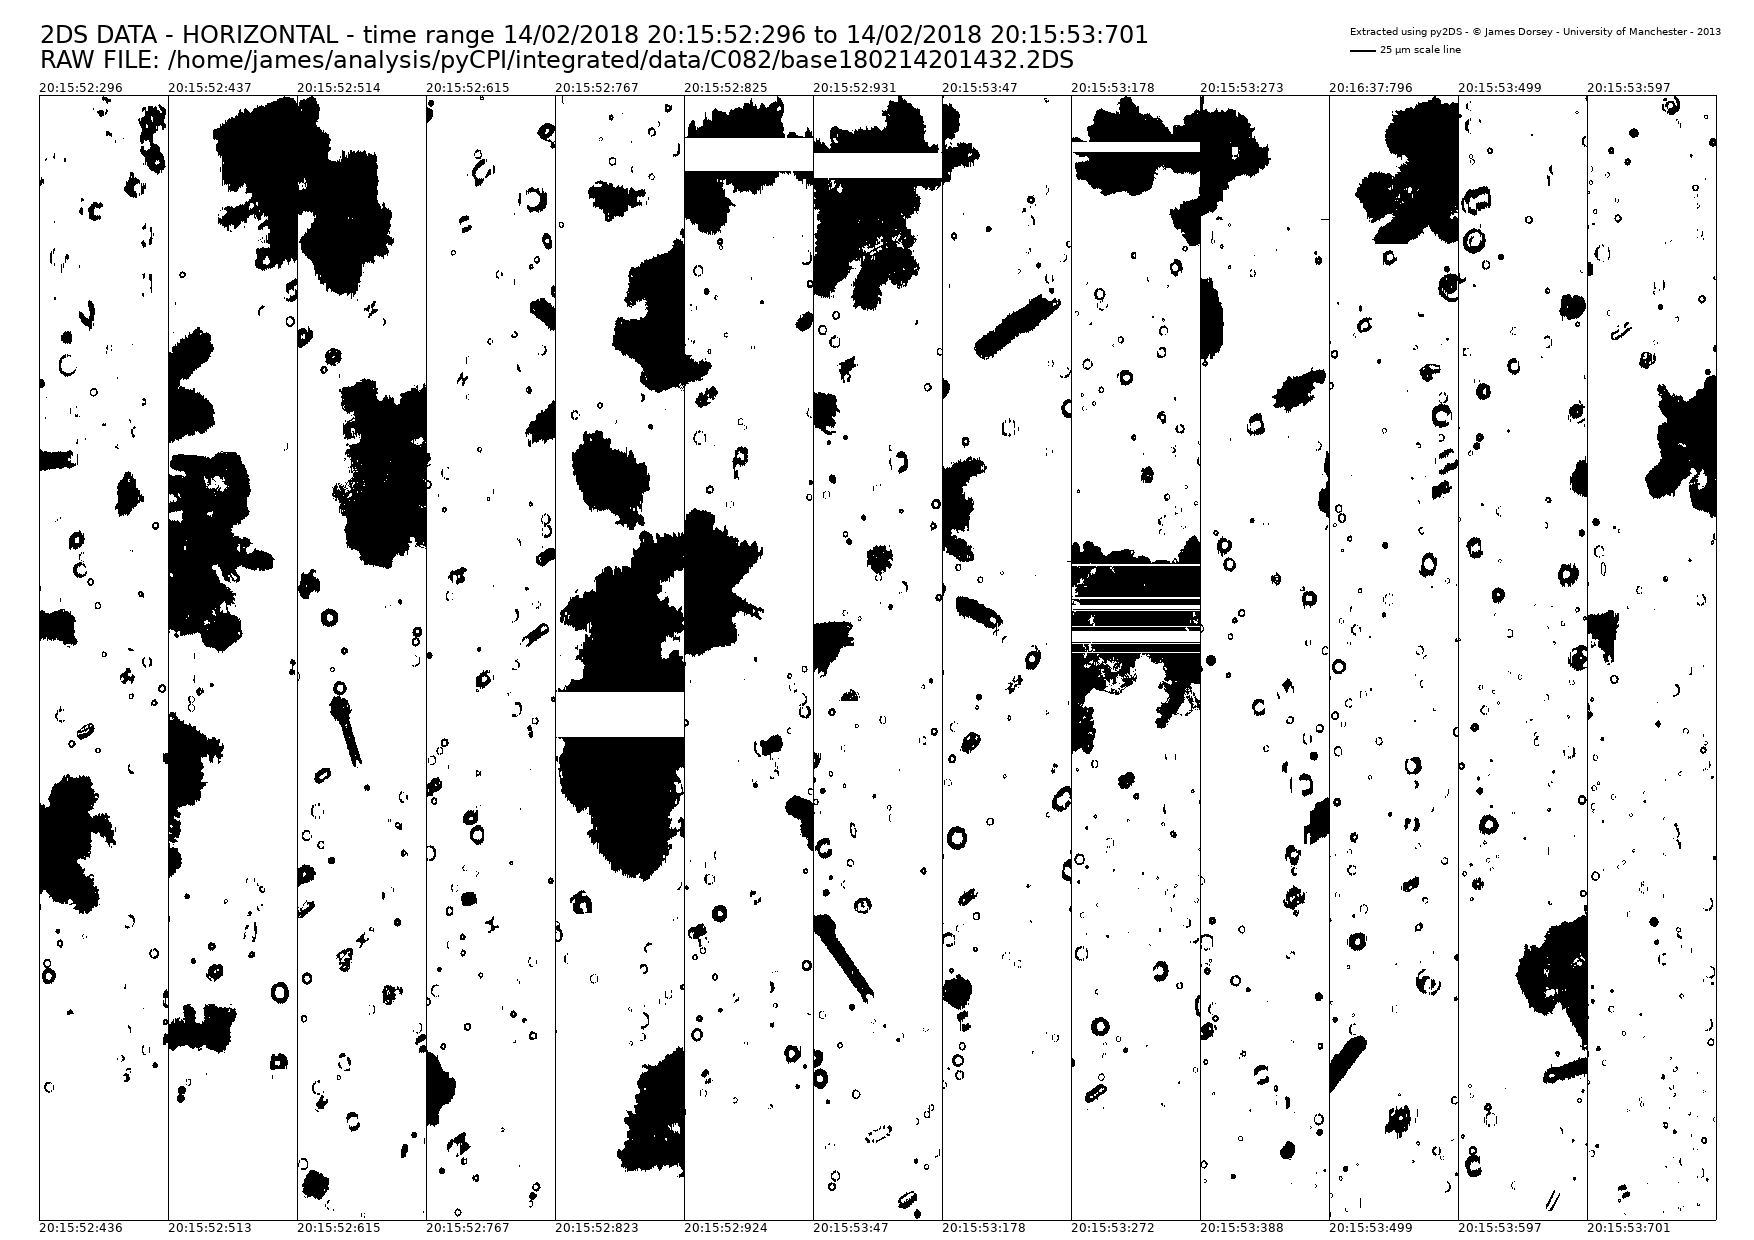 2DS DATA - HORIZONTAL - time range 14/02/2018 20:15:52:296 to 14/02/2018 20:15:53:701
RAW FILE: /home/james/analysis/pyCPI/integrated/data/C082/base180214201432.2DS
Extracted using py2DS - © James Dorsey - University of Manchester - 2013
25 µm scale line
20:15:52:296 20:15:52:437 20:15:52:514 20:15:52:615 20:15:52:767 20:15:52:825 20:15:52:931 20:15:53:47 20:15:53:178 20:15:53:273 20:16:37:796 20:15:53:499 20:15:53:597
20:15:52:436 20:15:52:513 20:15:52:615 20:15:52:767 20:15:52:823 20:15:52:924 20:15:53:47 20:15:53:178 20:15:53:272 20:15:53:388 20:15:53:499 20:15:53:597 20:15:53:701